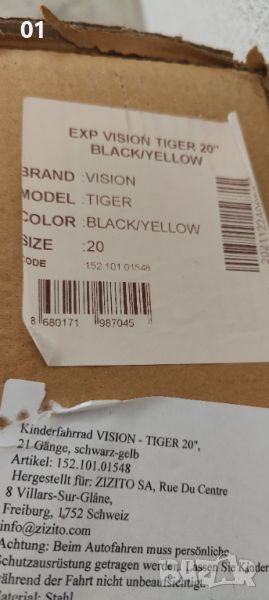 01
EXP VISION TIGER 20"
BLACK/YELLOW
BRAND :VISION
MODEL :TIGER
COLOR :BLACK/YELLOW
SIZE :20
CODE 152.101.01548
8 680171 987045
Kinderfahrrad VISION - TIGER 20",
21 Gänge, schwarz-gelb
Artikel: 152.101.01548
Hergestellt für: ZIZITO SA, Rue Du Centre
8 Villars-Sur-Glâne,
Freiburg, 1752 Schweiz
info@zizito.com
Achtung: Beim Autofahren muss persönliche
Schutzausrüstung getragen werden. Lassen Sie Kinder
während der Fahrt nicht unbeaufsichtigt.
Material: Stahl